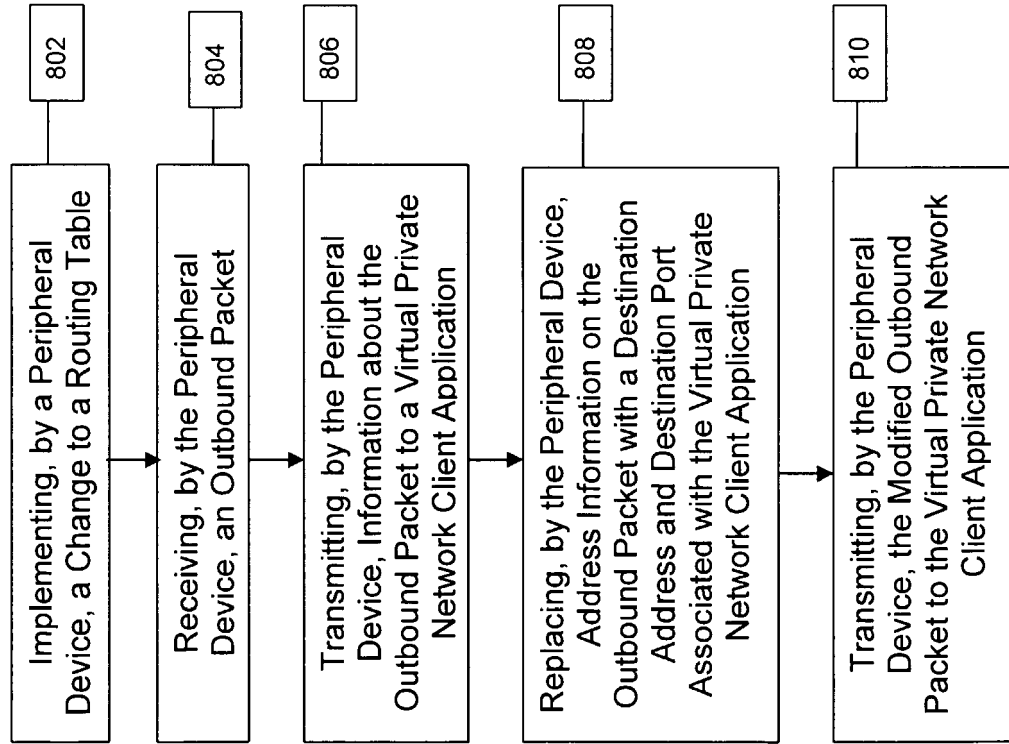 Implementing, by a Peripheral
Device, a Change to a Routing Table
802
Receiving, by the Peripheral
Device, an Outbound Packet
804
Transmitting, by the Peripheral
Device, Information about the
Outbound Packet to a Virtual Private
Network Client Application
806
Replacing, by the Peripheral Device,
Address Information on the
Outbound Packet with a Destination
Address and Destination Port
Associated with the Virtual Private
Network Client Application
808
Transmitting, by the Peripheral
Device, the Modified Outbound
Packet to the Virtual Private Network
Client Application
810